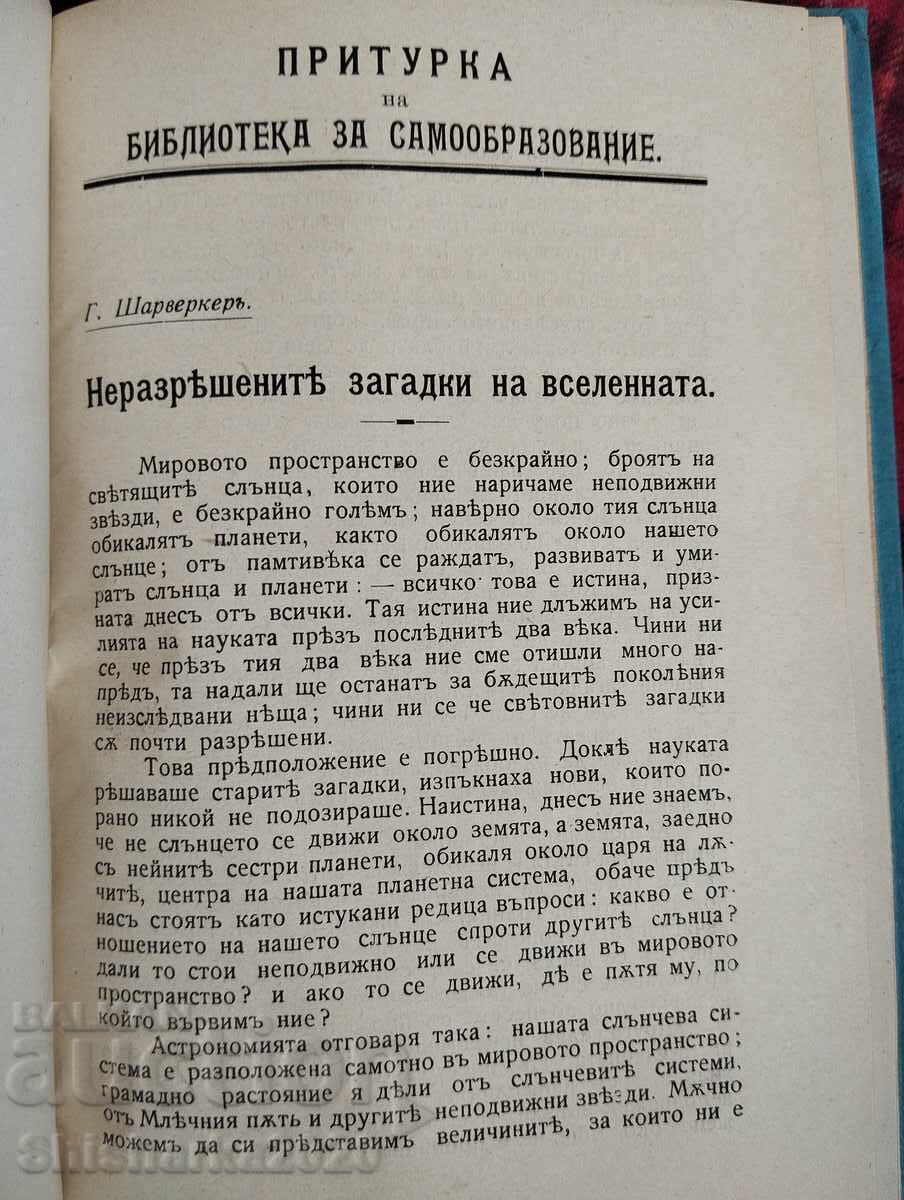 ПРИТУРКА
на
БИБЛИОТЕКА ЗА САМООБРАЗОВАНИЕ.
Г. Шарверкеръ.
Неразрѣшенитѣ загадки на вселенната.
Мировото пространство е безкрайно; броятъ на
свѣтящитѣ слънца, които ние наричаме неподвижни
звѣзди, е безкрайно голѣмъ; навѣрно около тия слънца
обикалятъ планети, както обикалятъ около нашето
слънце; отъ памтивѣка се раждатъ, развиватъ и уми-
ратъ слънца и планети: — всичко това е истина, приз-
ната днесъ отъ всички. Тая истина ние длъжимъ на уси-
лията на науката прѣзъ послѣднитѣ два вѣка. Чини ни
се, че прѣзъ тия два вѣка ние сме отишли много на-
прѣдъ, та надали ще останатъ за бѫдещитѣ поколѣния
неизслѣдвани нѣща; чини ни се че свѣтовнитѣ загадки
сѫ почти разрѣшени.
Това прѣдположение е погрѣшно. Доклѣ науката
рѣшаваше старитѣ загадки, изпъкнаха нови, които по-
рано никой не подозираше. Наистина, днесъ ние знаемъ,
че не слънцето се движи около земята, а земята, заедно
съ нейнитѣ сестри планети, обикаля около царя на лѫ-
читѣ, центра на нашата планетна система, обаче прѣдъ
насъ стоятъ като истукани редица въпроси: какво е от-
ношението на нашето слънце спроти другитѣ слънца?
дали то стои неподвижно или се движи въ мировото
пространство? и ако то се движи, дѣ е пѫтя му, по
който вървимъ ние?
Астрономията отговаря така: нашата слънчева си-
стема е разположена самотно въ мировото пространство;
грамадно растояние я дѣли отъ слънчевитѣ системи,
отъ Млѣчния пѫть и другитѣ неподвижни звѣзди. Мѫчно
можемъ да си прѣдставимъ величинитѣ, за които ни е